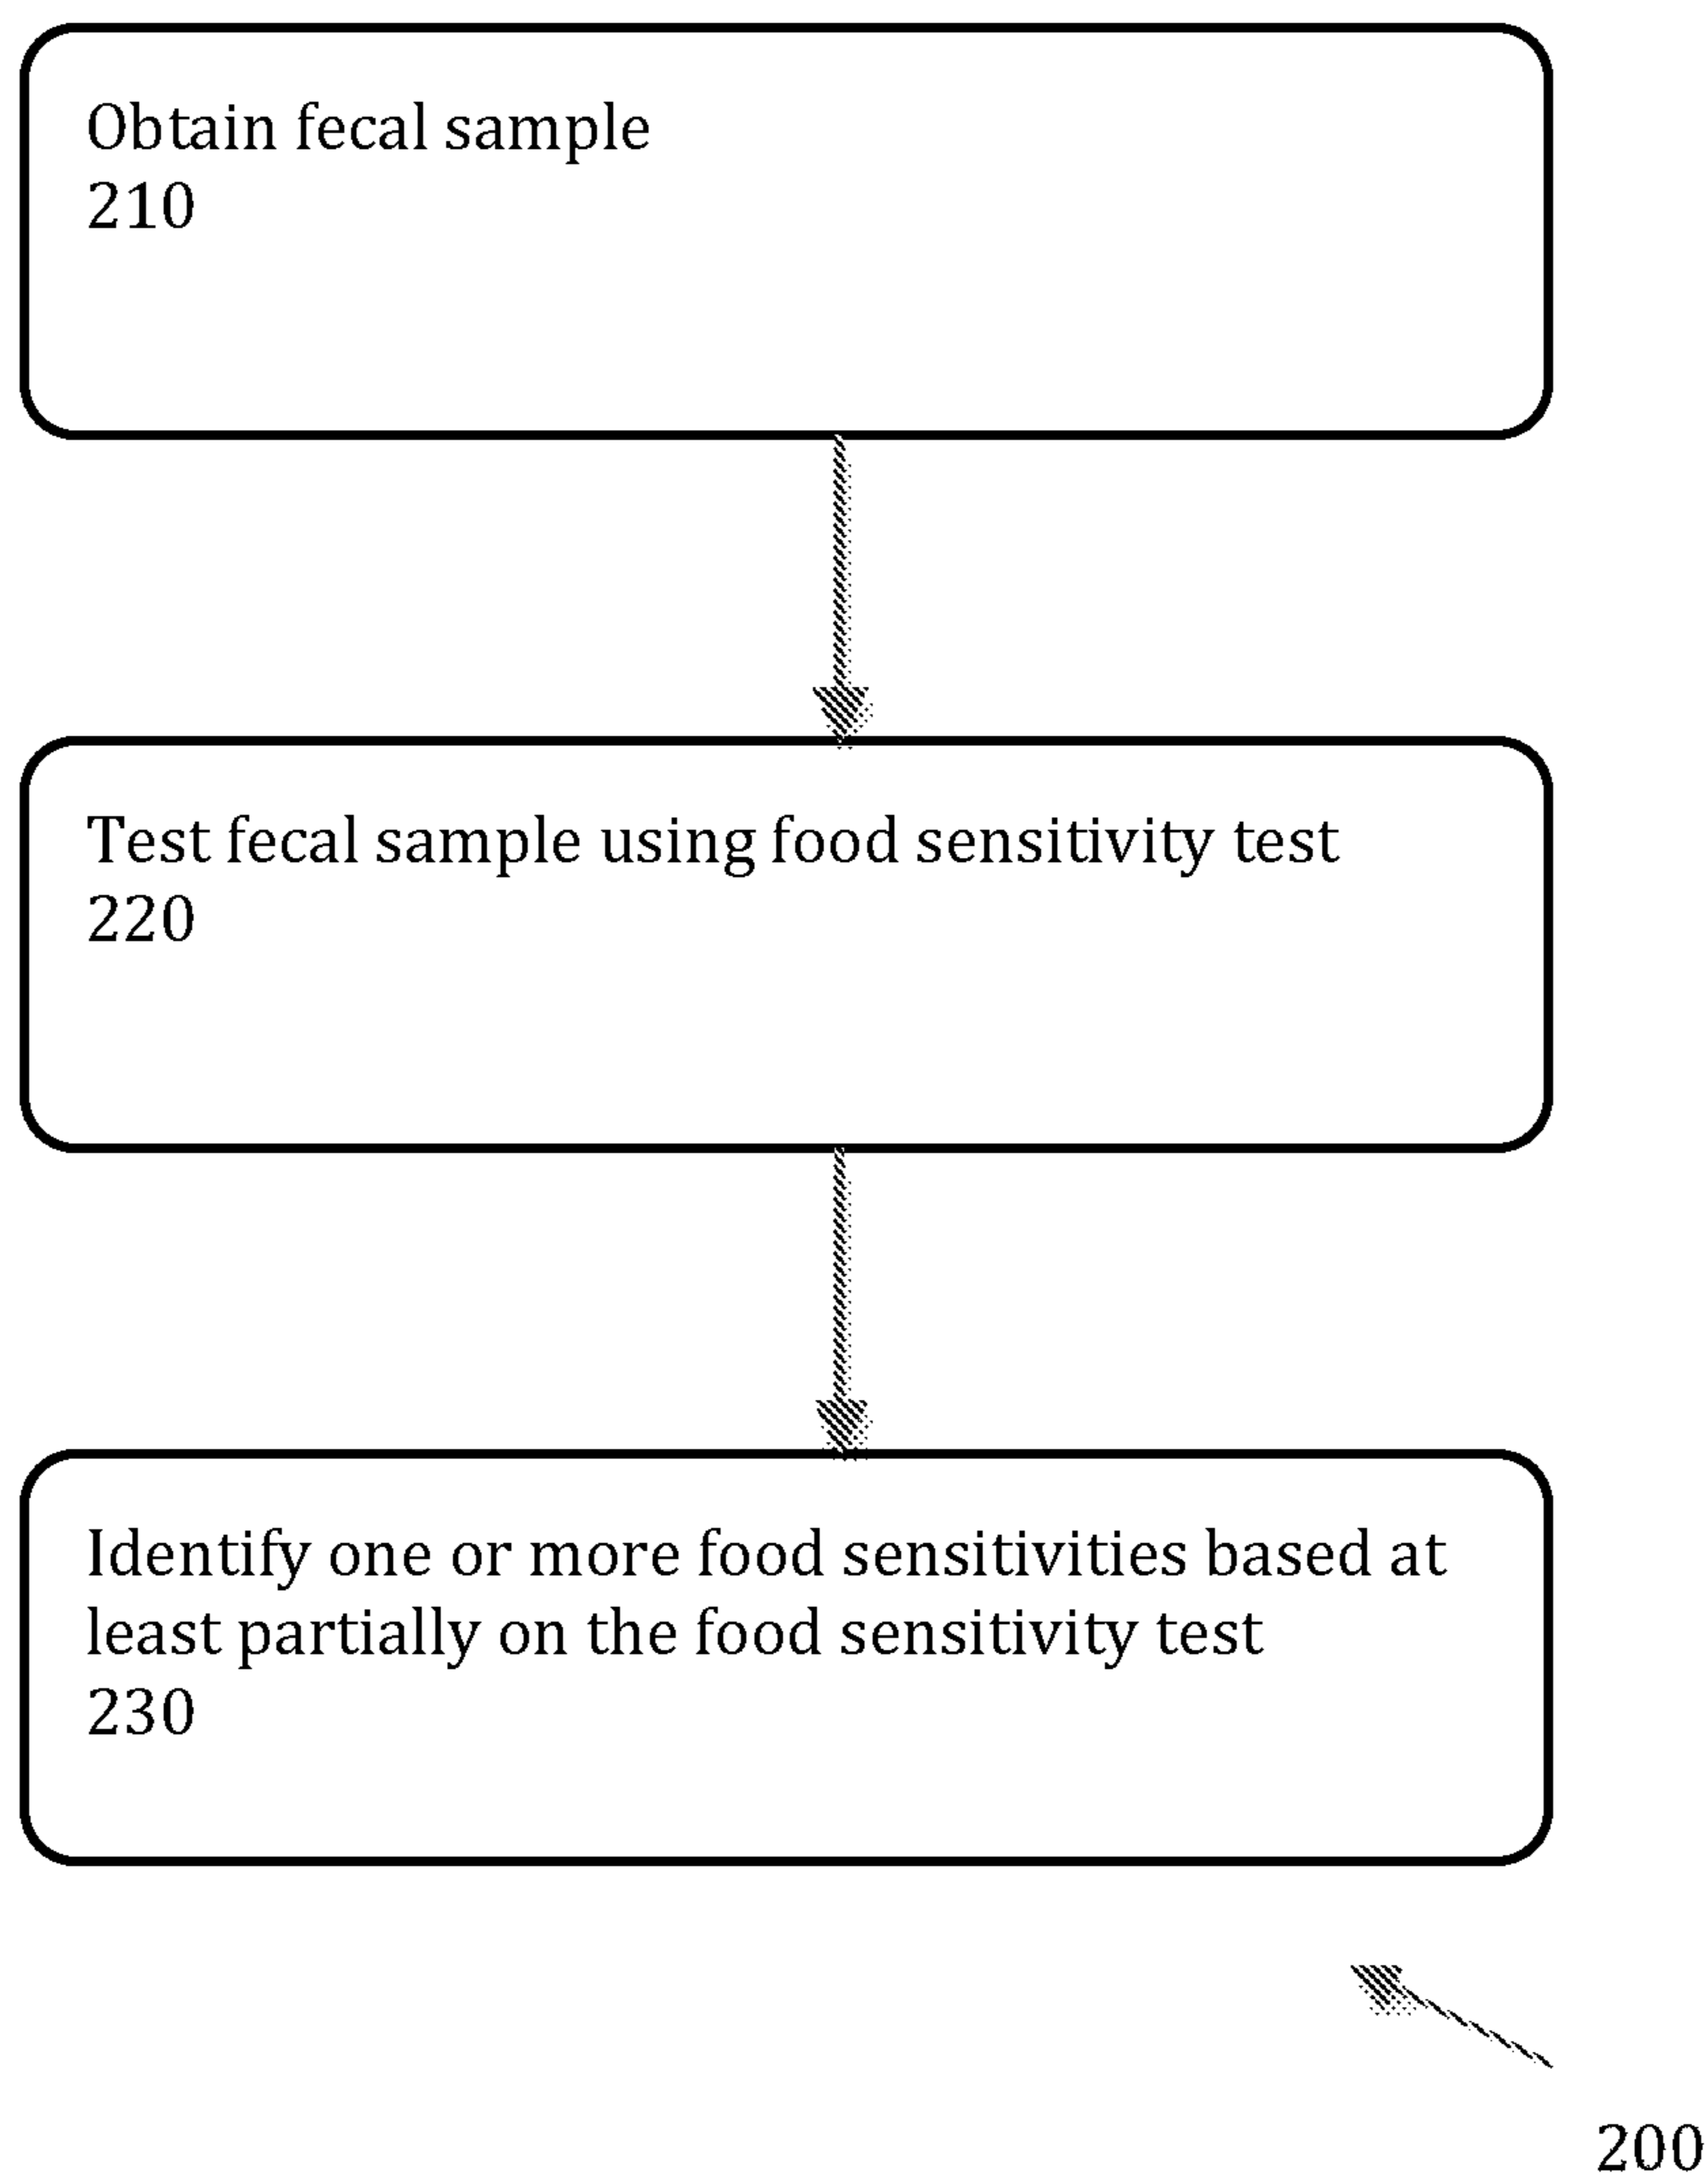 Obtain fecal sample
210
Test fecal sample using food sensitivity test
220
Identify one or more food sensitivities based at
least partially on the food sensitivity test
230
200